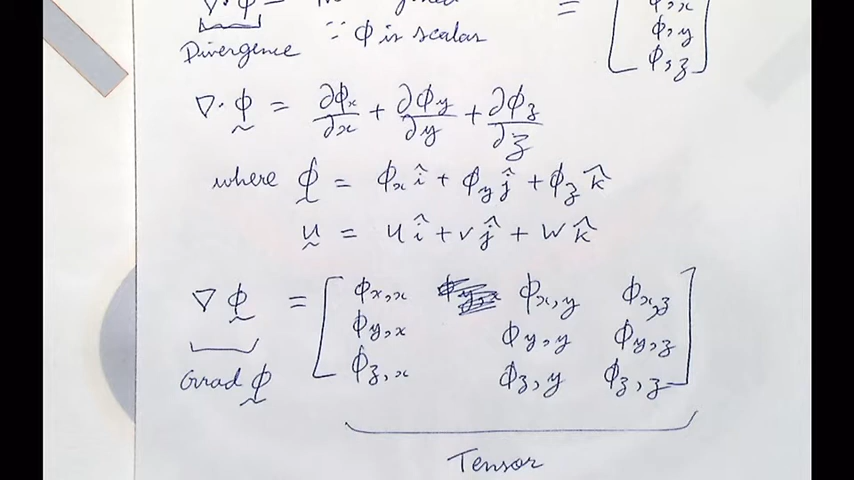 ∇·ϕ =
Divergence ∵ ϕ is scalar
= [ϕ,x
ϕ,y
ϕ,z]
∇·ϕ̰ = ∂ϕx/∂x + ∂ϕy/∂y + ∂ϕz/∂z
where ϕ̰ = ϕx î + ϕy ĵ + ϕz k̂
ṵ = u î + v ĵ + w k̂
∇ ϕ̰ = [ϕx,x ϕx,y ϕx,z
ϕy,x ϕy,y ϕy,z
ϕz,x ϕz,y ϕz,z]
Grad ϕ̰
Tensor